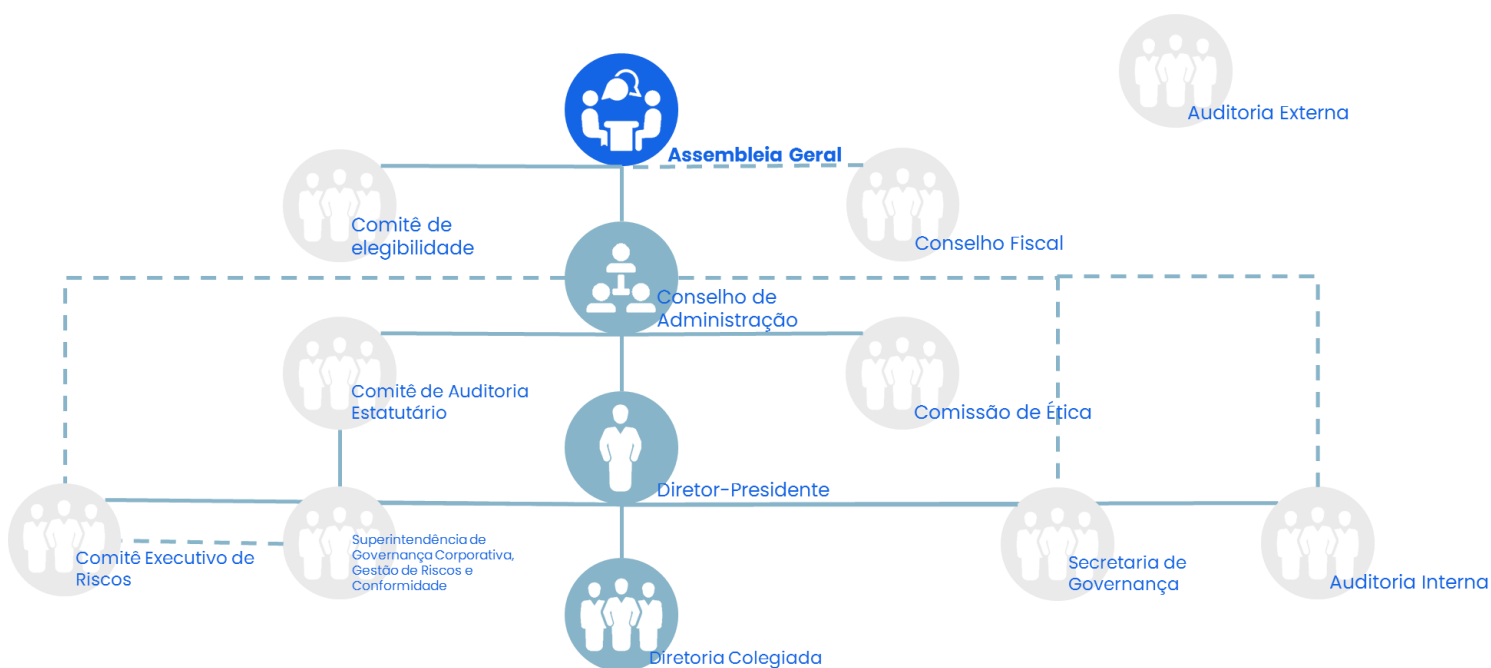 Auditoria Externa
Assembleia Geral
Comitê de
elegibilidade
Conselho Fiscal
Conselho de
Administração
Comitê de Auditoria
Estatutário
Comissão de Ética
Diretor-Presidente
Comitê Executivo de
Riscos
Superintendência de
Governança Corporativa,
Gestão de Riscos e
Conformidade
Secretaria de
Governança
Auditoria Interna
Diretoria Colegiada